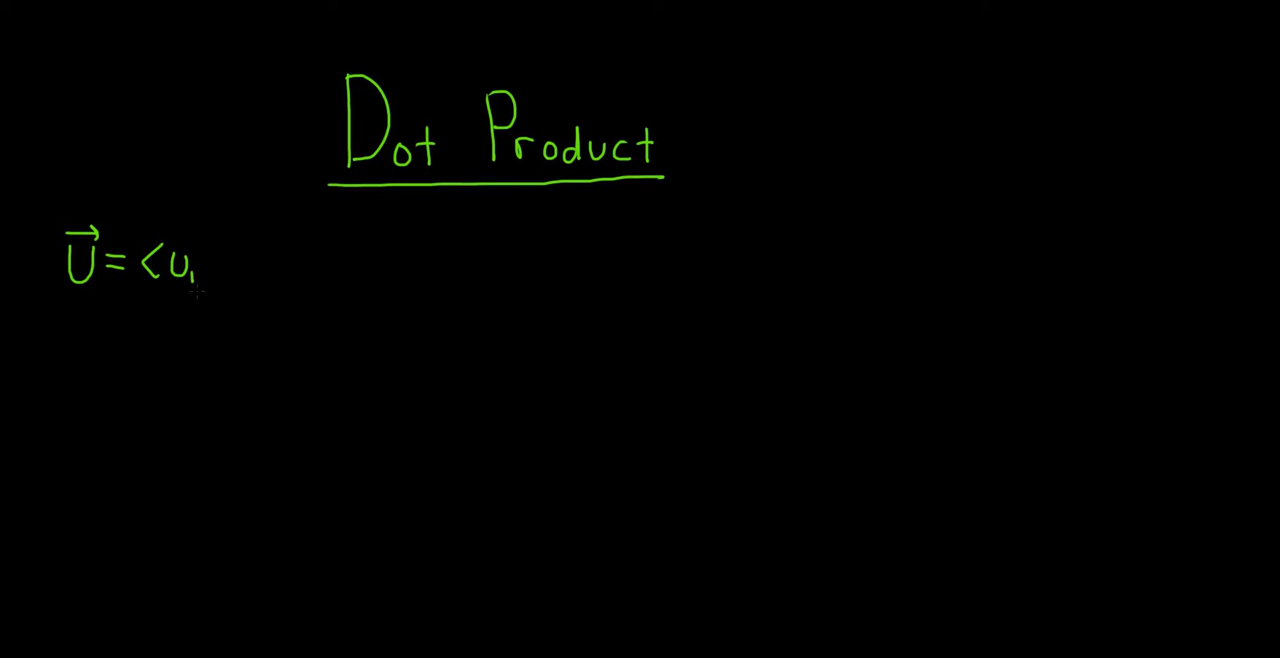 Dot Product
U⃗ = <u₁